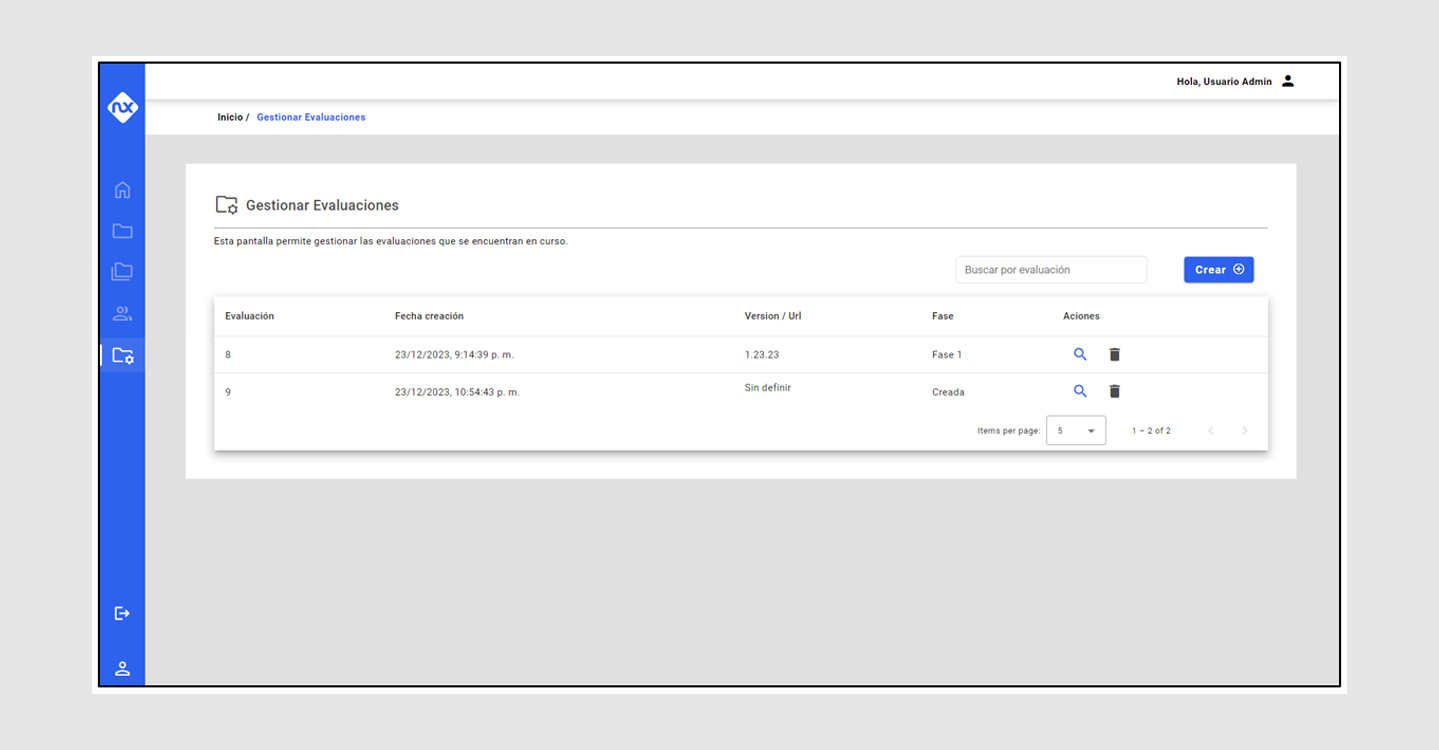 nx
Hola, Usuario Admin
Inicio / Gestionar Evaluaciones
Gestionar Evaluaciones
Esta pantalla permite gestionar las evaluaciones que se encuentran en curso.
Buscar por evaluación
Crear
Evaluación Fecha creación Version / Url Fase Aciones
8 23/12/2023, 9:14:39 p. m. 1.23.23 Fase 1
9 23/12/2023, 10:54:43 p. m. Sin definir Creada
Items per page: 5 1 – 2 of 2